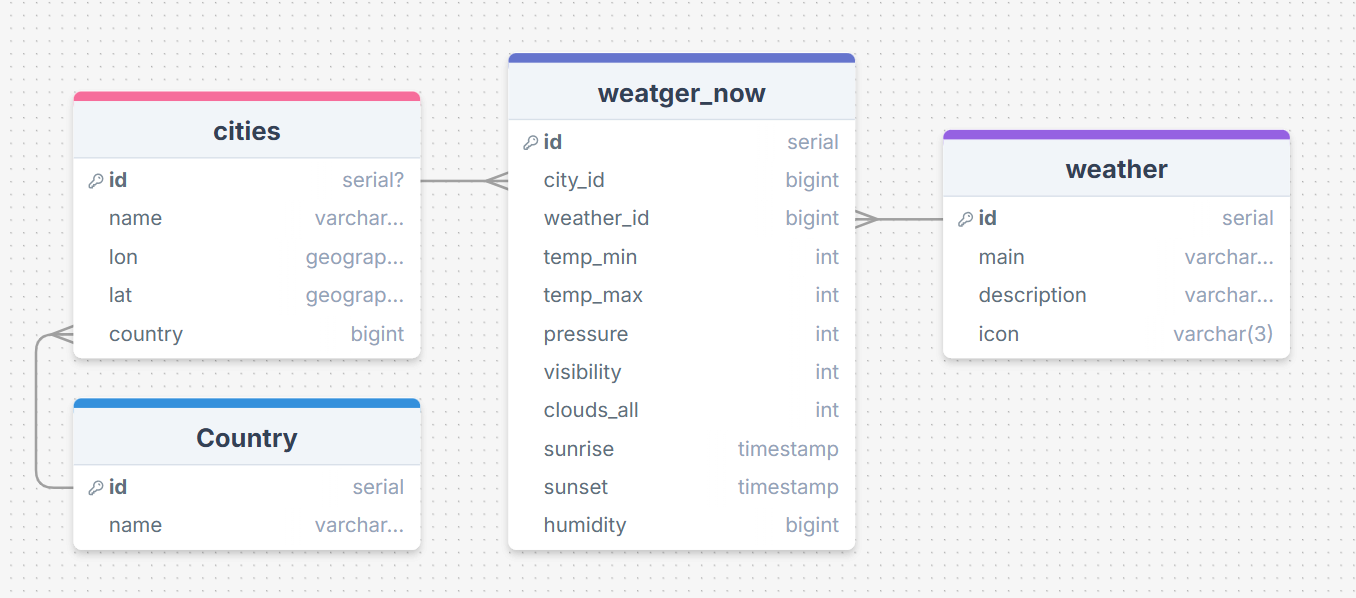 cities
id serial?
name varchar...
lon geograp...
lat geograp...
country bigint
Country
id serial
name varchar...
weatger_now
id serial
city_id bigint
weather_id bigint
temp_min int
temp_max int
pressure int
visibility int
clouds_all int
sunrise timestamp
sunset timestamp
humidity bigint
weather
id serial
main varchar...
description varchar...
icon varchar(3)